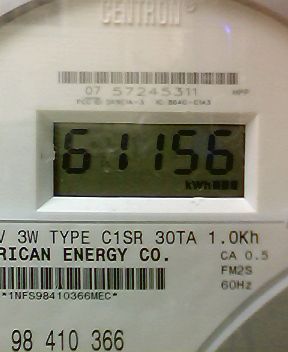 CENTRON®
07 57245311
61156
kWh
V 3W TYPE C1SR 30TA 1.0Kh
RICAN ENERGY CO. CA 0.5
FM2S
*1NFS98410366MEC* 60Hz
98 410 366